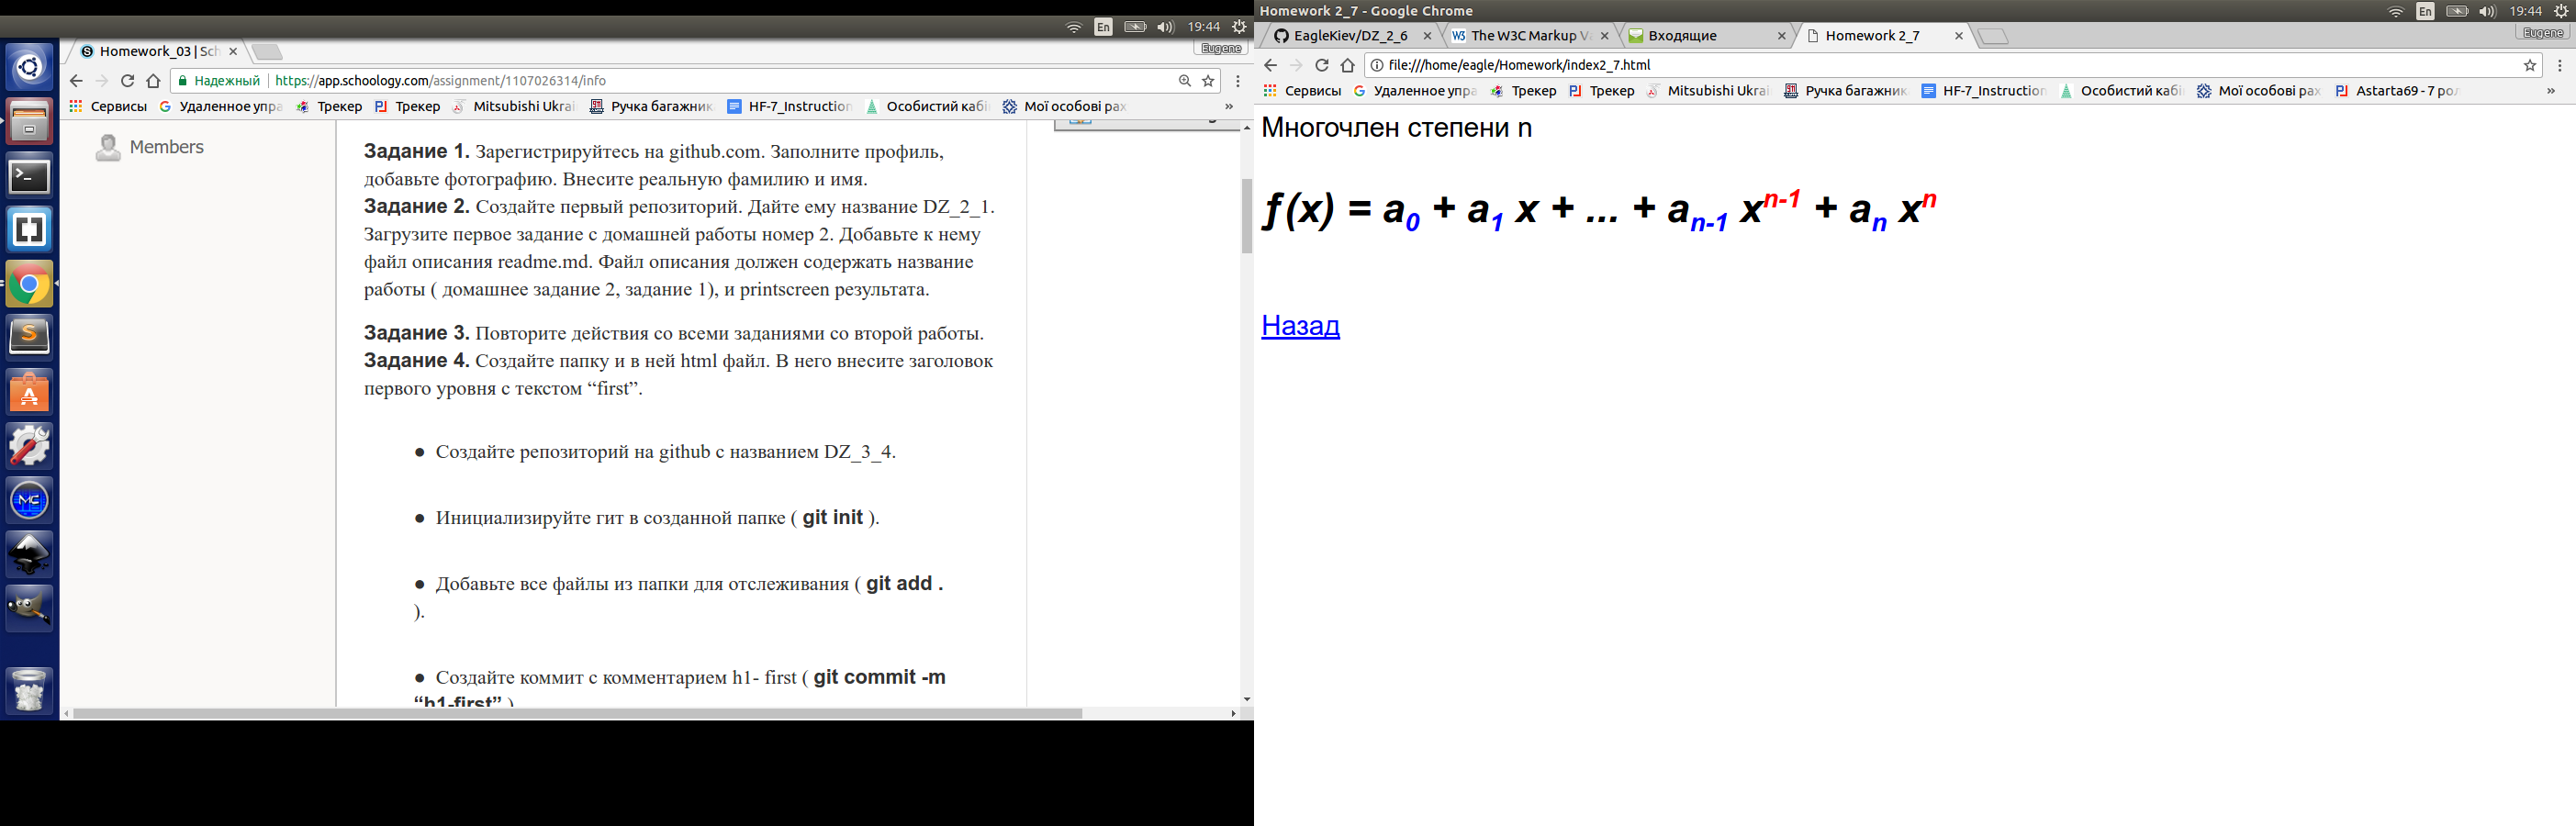 En
19:44
Homework_03 | Sch
Eugene
Надежный
https://app.schoology.com/assignment/1107026314/info
Сервисы
Удаленное упра
Трекер
Трекер
Mitsubishi Ukrai
Ручка багажник
HF-7_Instruction
Особистий кабі
Мої особові рах
»
Members
Задание 1. Зарегистрируйтесь на github.com. Заполните профиль,
добавьте фотографию. Внесите реальную фамилию и имя.
Задание 2. Создайте первый репозиторий. Дайте ему название DZ_2_1.
Загрузите первое задание с домашней работы номер 2. Добавьте к нему
файл описания readme.md. Файл описания должен содержать название
работы ( домашнее задание 2, задание 1), и printscreen результата.
Задание 3. Повторите действия со всеми заданиями со второй работы.
Задание 4. Создайте папку и в ней html файл. В него внесите заголовок
первого уровня с текстом “first”.
● Создайте репозиторий на github с названием DZ_3_4.
● Инициализируйте гит в созданной папке ( git init ).
● Добавьте все файлы из папки для отслеживания ( git add .
).
● Создайте коммит с комментарием h1- first ( git commit -m
“h1-first” )
Homework 2_7 - Google Chrome
En
19:44
EagleKiev/DZ_2_6
The W3C Markup Va
Входящие
Homework 2_7
Eugene
file:///home/eagle/Homework/index2_7.html
Сервисы
Удаленное упра
Трекер
Трекер
Mitsubishi Ukrai
Ручка багажник
HF-7_Instruction
Особистий кабі
Мої особові рах
Astarta69 - 7 рол
»
Многочлен степени n
ƒ(x) = a0 + a1 x + ... + an-1 xn-1 + an xn
Назад